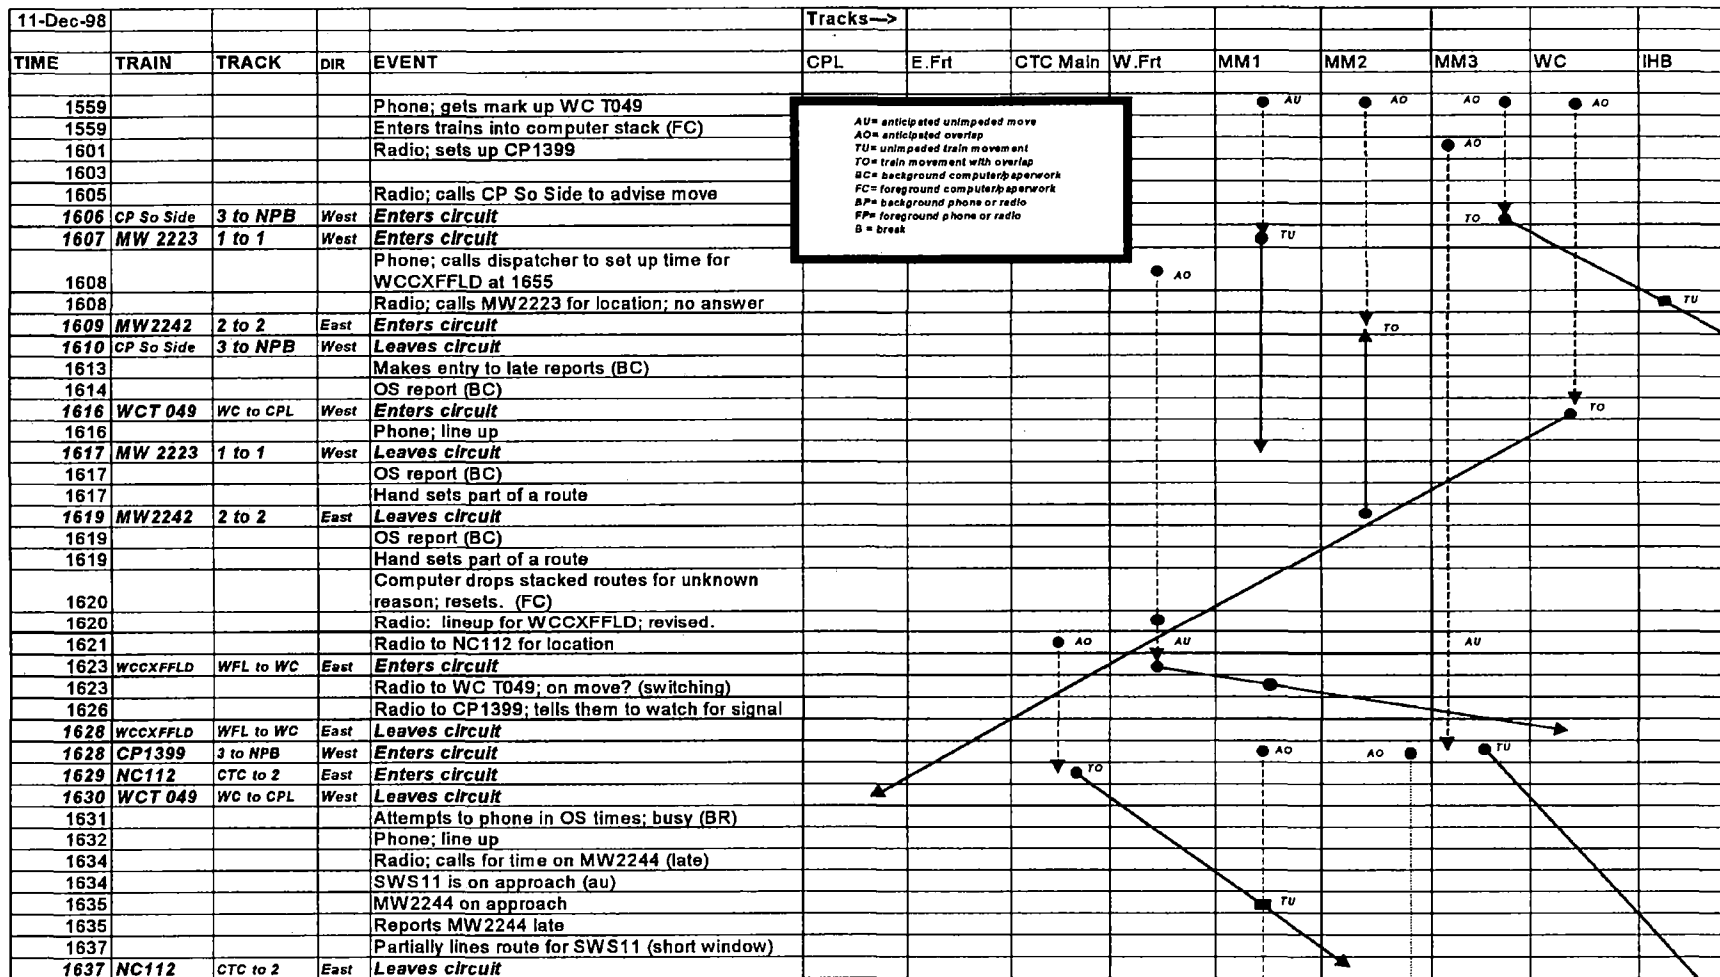 11-Dec-98 Tracks-->
TIME TRAIN TRACK DIR EVENT CPL E.Frt CTC Main W.Frt MM1 MM2 MM3 WC IHB
1559 Phone; gets mark up WC T049 AU AO AO AO
AU= anticipated unimpeded move
AO= anticipated overlap
TU= unimpeded train movement
TO= train movement with overlap
BC= background computer/paperwork
FC= foreground computer/paperwork
BP= background phone or radio
FP= foreground phone or radio
B = break
1559 Enters trains into computer stack (FC)
1601 Radio; sets up CP1399 AO
1603
1605 Radio; calls CP So Side to advise move
1606 CP So Side 3 to NPB West Enters circuit TO
1607 MW 2223 1 to 1 West Enters circuit TU
Phone; calls dispatcher to set up time for
1608 WCCXFFLD at 1655 AO
1608 Radio; calls MW2223 for location; no answer TU
1609 MW2242 2 to 2 East Enters circuit TO
1610 CP So Side 3 to NPB West Leaves circuit
1613 Makes entry to late reports (BC)
1614 OS report (BC)
1616 WCT 049 WC to CPL West Enters circuit TO
1616 Phone; line up
1617 MW 2223 1 to 1 West Leaves circuit
1617 OS report (BC)
1617 Hand sets part of a route
1619 MW2242 2 to 2 East Leaves circuit
1619 OS report (BC)
1619 Hand sets part of a route
Computer drops stacked routes for unknown
1620 reason; resets. (FC)
1620 Radio: lineup for WCCXFFLD; revised.
1621 Radio to NC112 for location AO AU AU
1623 WCCXFFLD WFL to WC East Enters circuit
1623 Radio to WC T049; on move? (switching)
1626 Radio to CP1399; tells them to watch for signal
1628 WCCXFFLD WFL to WC East Leaves circuit
1628 CP1399 3 to NPB West Enters circuit AO AO TU
1629 NC112 CTC to 2 East Enters circuit TO
1630 WCT 049 WC to CPL West Leaves circuit
1631 Attempts to phone in OS times; busy (BR)
1632 Phone; line up
1634 Radio; calls for time on MW2244 (late)
1634 SWS11 is on approach (au)
1635 MW2244 on approach TU
1635 Reports MW2244 late
1637 Partially lines route for SWS11 (short window)
1637 NC112 CTC to 2 East Leaves circuit